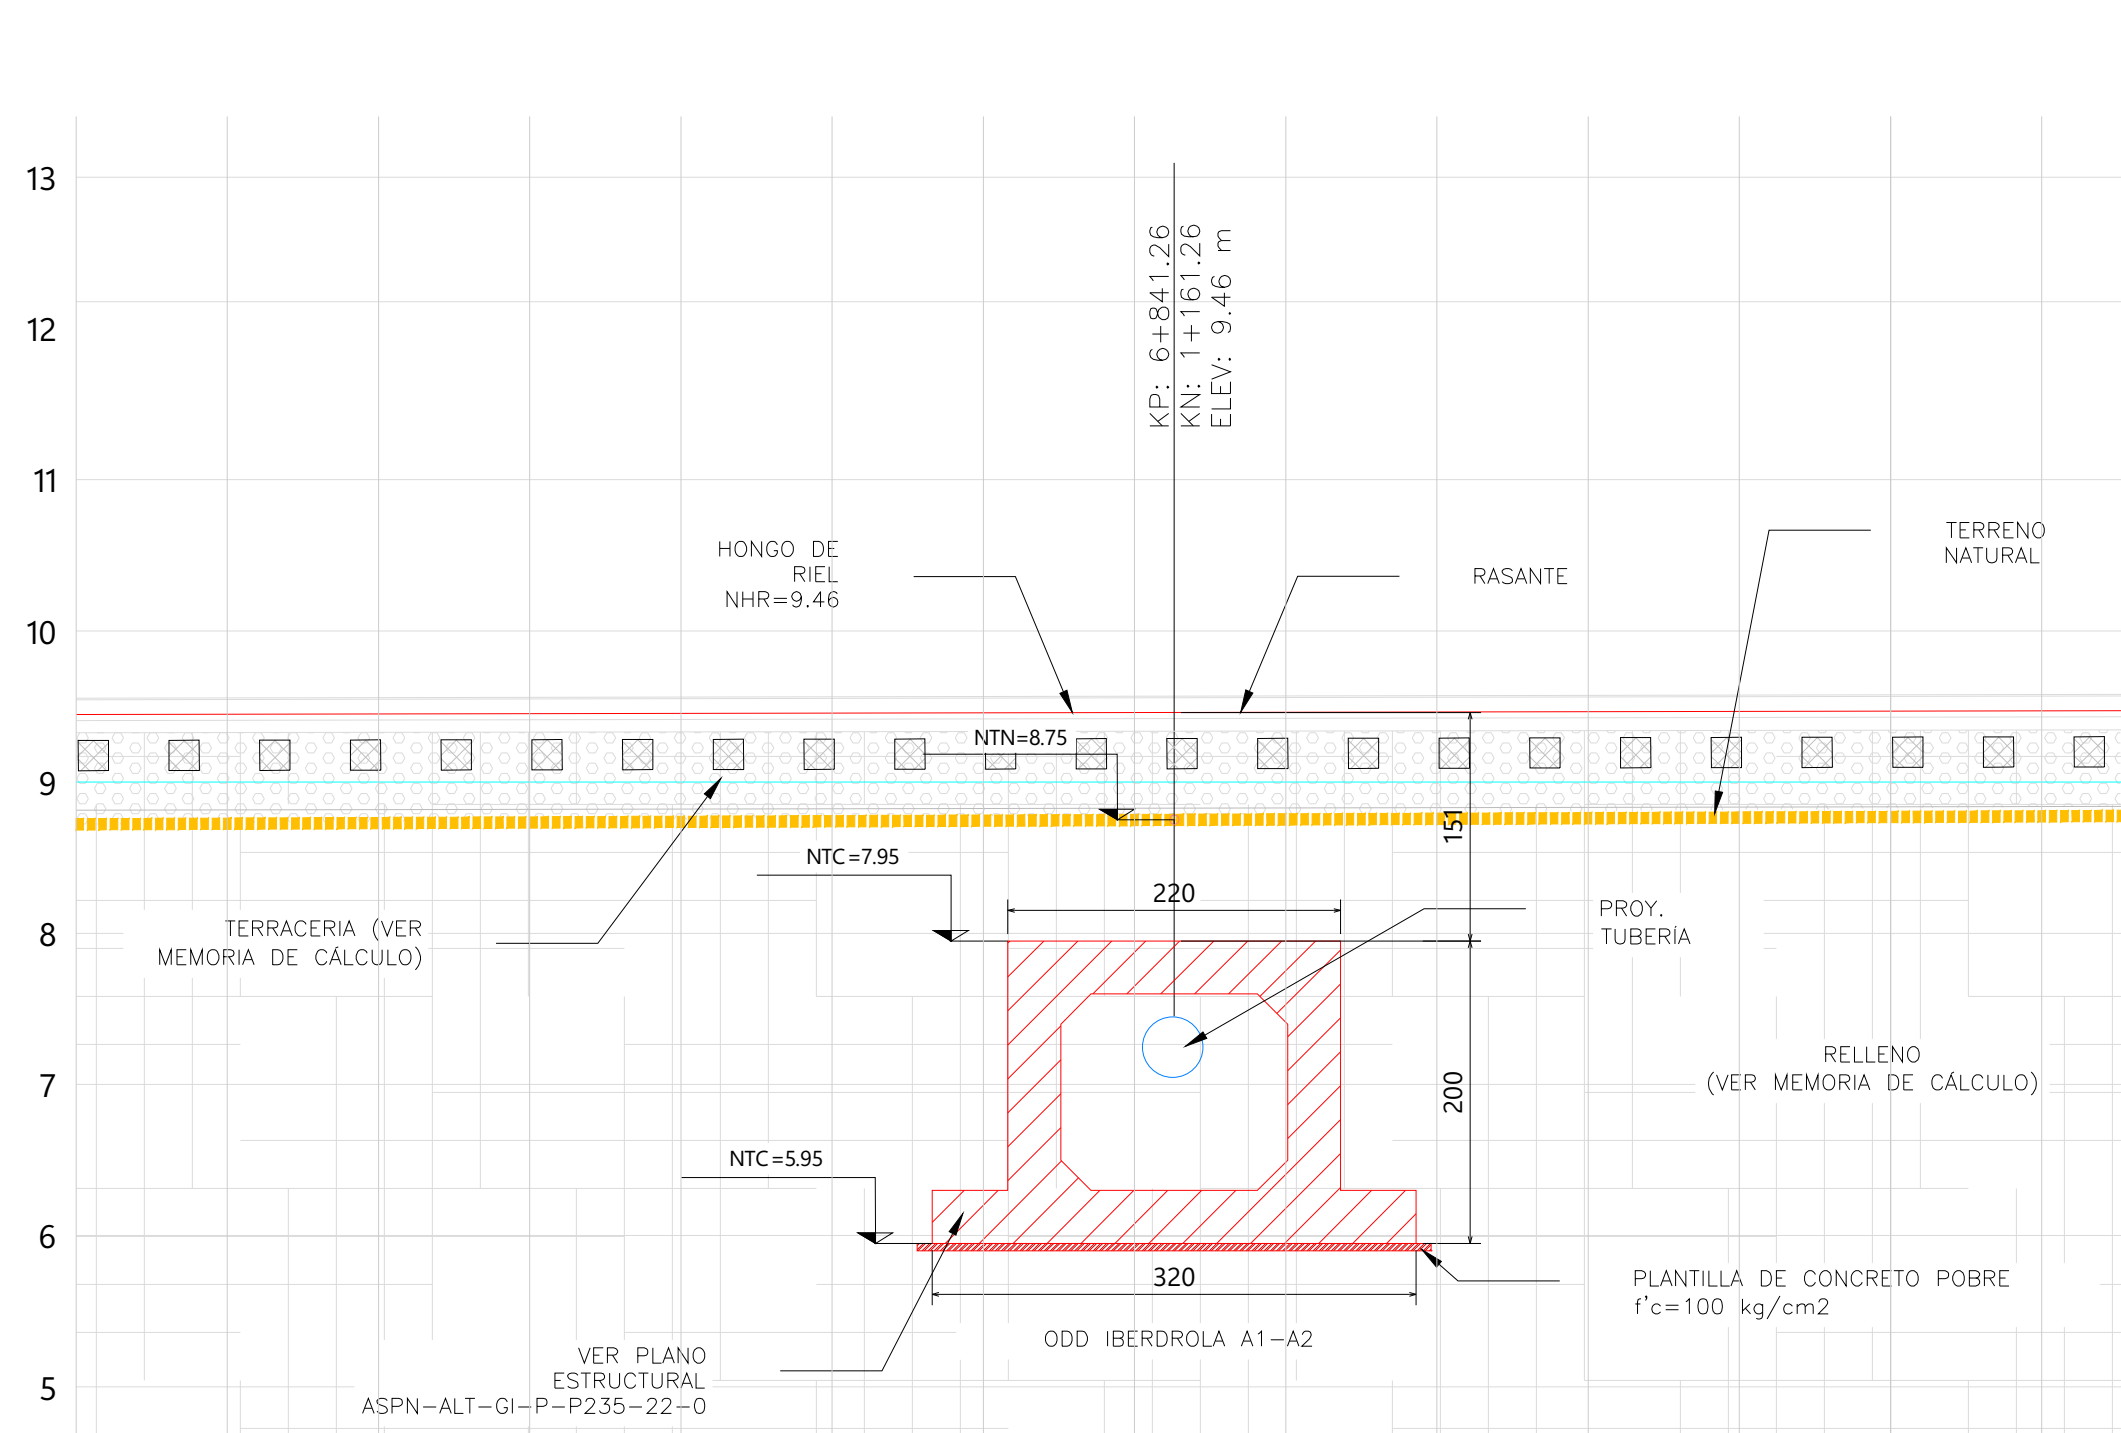 13
12
11
10
9
8
7
6
5
KP: 6+841.26
KN: 1+161.26
ELEV: 9.46 m
HONGO DE
RIEL
NHR=9.46
RASANTE
TERRENO
NATURAL
NTN=8.75
151
NTC=7.95
220
TERRACERIA (VER
MEMORIA DE CÁLCULO)
PROY.
TUBERÍA
RELLENO
(VER MEMORIA DE CÁLCULO)
200
NTC=5.95
320
PLANTILLA DE CONCRETO POBRE
f'c=100 kg/cm2
ODD IBERDROLA A1-A2
VER PLANO
ESTRUCTURAL
ASPN-ALT-GI-P-P235-22-0